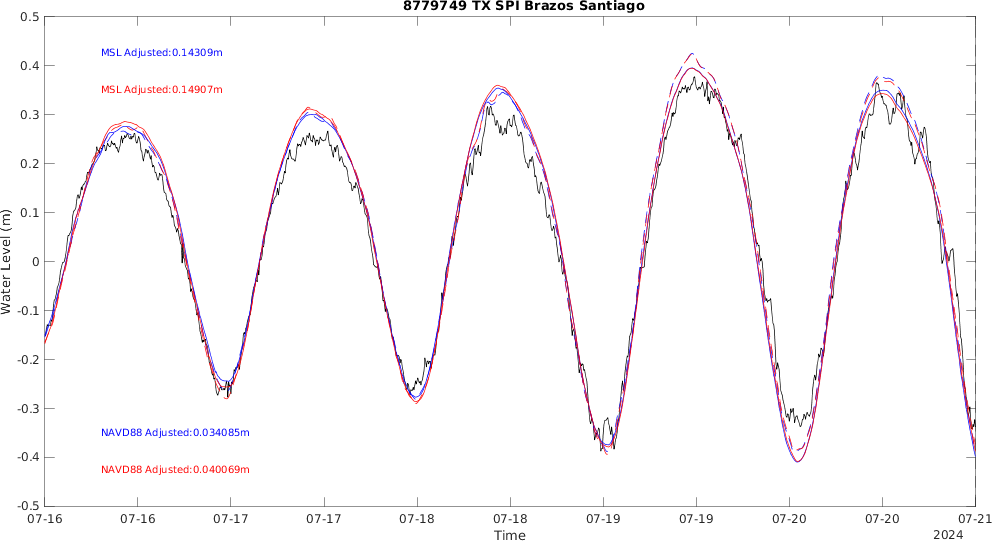 8779749 TX SPI Brazos Santiago
MSL Adjusted:0.14309m
MSL Adjusted:0.14907m
NAVD88 Adjusted:0.034085m
NAVD88 Adjusted:0.040069m
Water Level (m)
0.5
0.4
0.3
0.2
0.1
0
-0.1
-0.2
-0.3
-0.4
-0.5
07-16 07-16 07-17 07-17 07-18 07-18 07-19 07-19 07-20 07-20 07-21
Time
2024